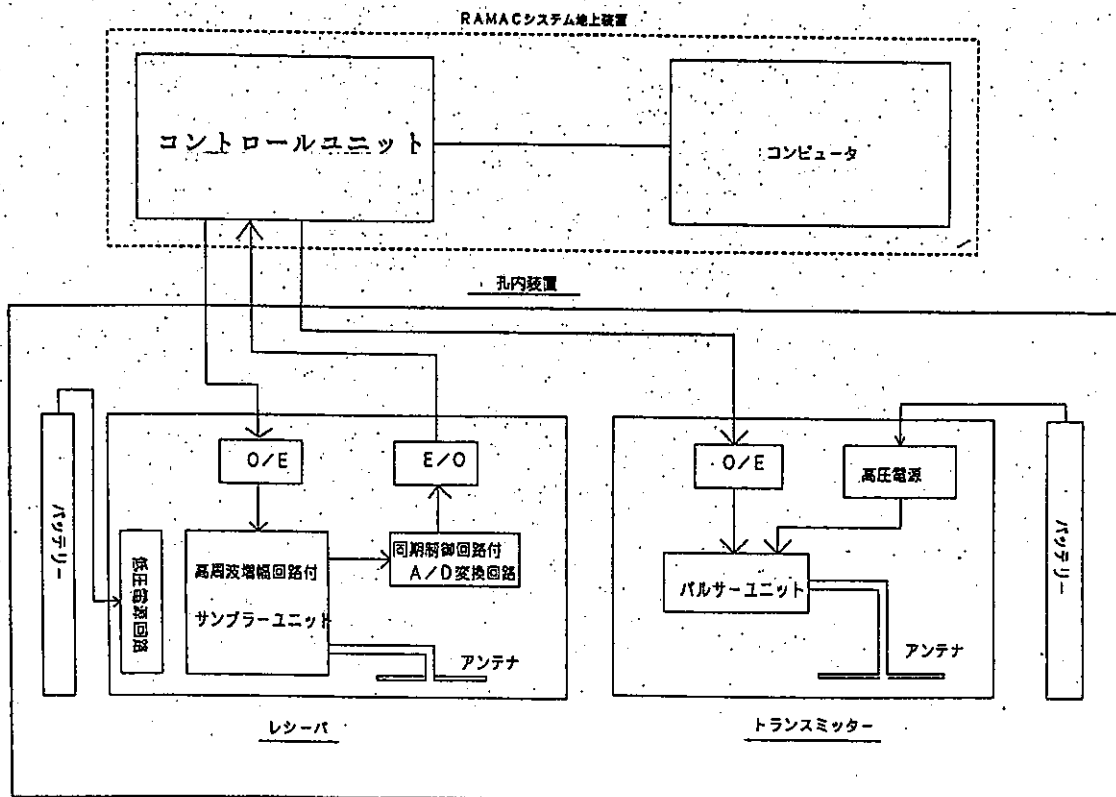 RAMACシステム地上装置
コントロールユニット
コンピュータ
孔内装置
O/E
E/O
O/E
高圧電源
バッテリー
低圧電源回路
高周波増幅回路付
サンプラーユニット
同期制御回路付
A/D変換回路
アンテナ
パルサーユニット
アンテナ
バッテリー
レシーバ
トランスミッター